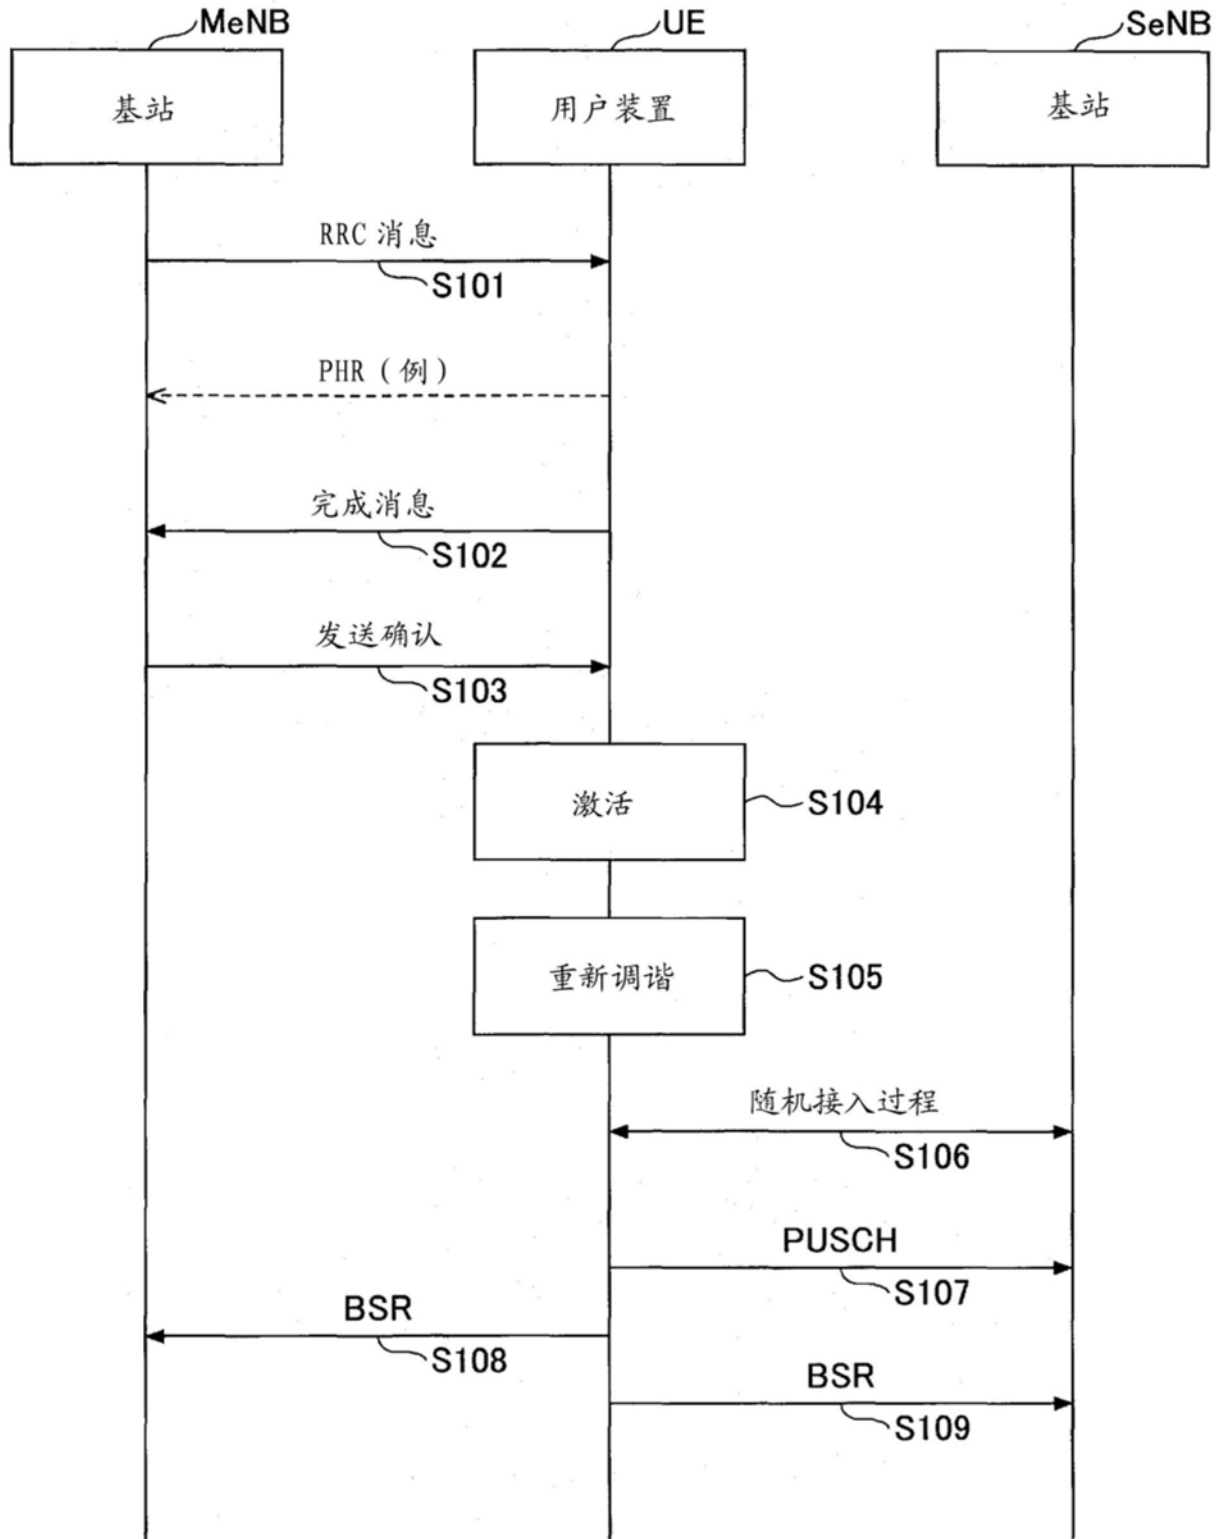 MeNB
UE
SeNB
基站
用户装置
基站
RRC 消息
S101
PHR (例)
完成消息
S102
发送确认
S103
激活
S104
重新调谐
S105
随机接入过程
S106
PUSCH
S107
BSR
S108
BSR
S109